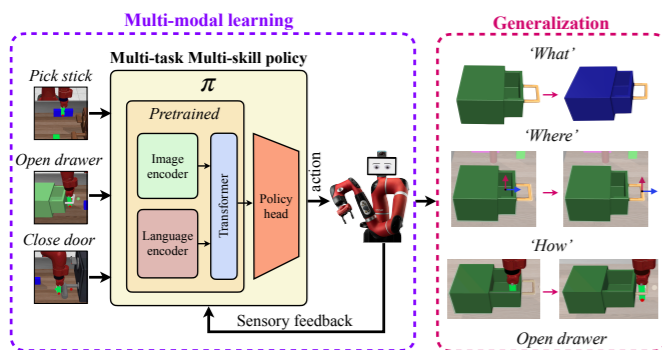 Multi-modal learning
Generalization
Multi-task Multi-skill policy
π
Pick stick
Open drawer
Close door
Pretrained
Image
encoder
Language
encoder
Transformer
Policy
head
action
Sensory feedback
‘What’
‘Where’
‘How’
Open drawer